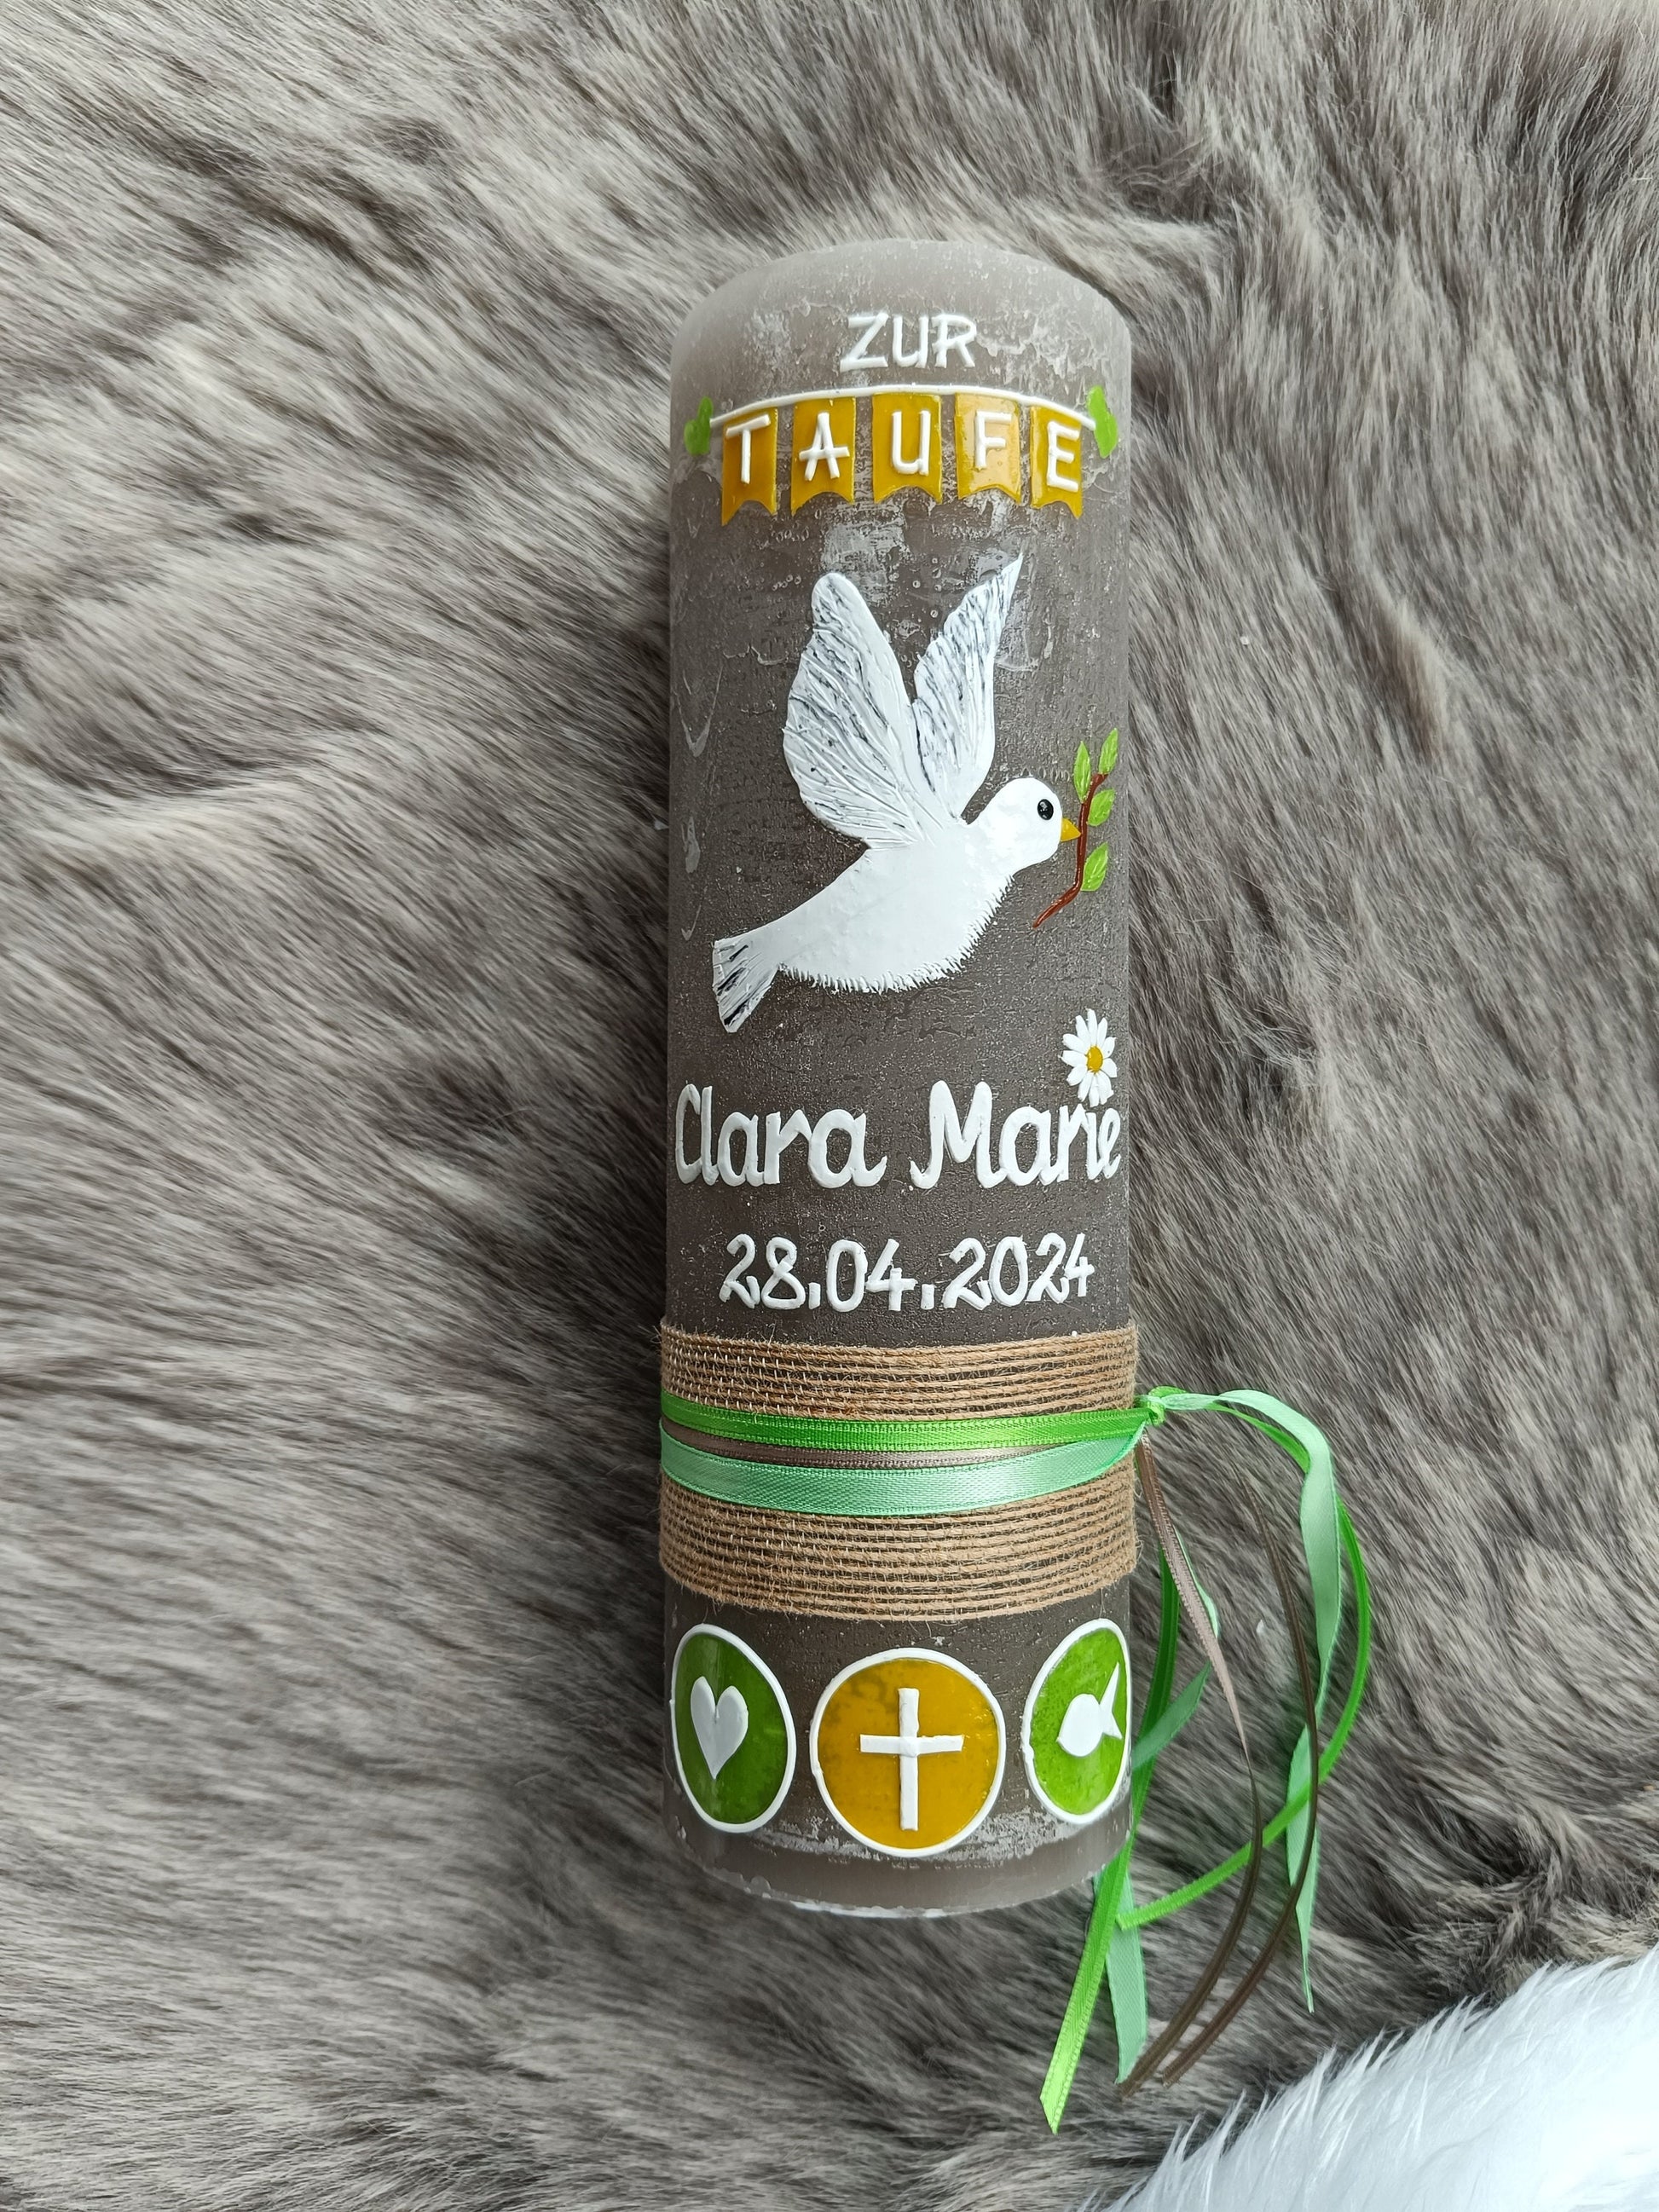 ZUR
TAUFE
Clara Marie
28.04.2024